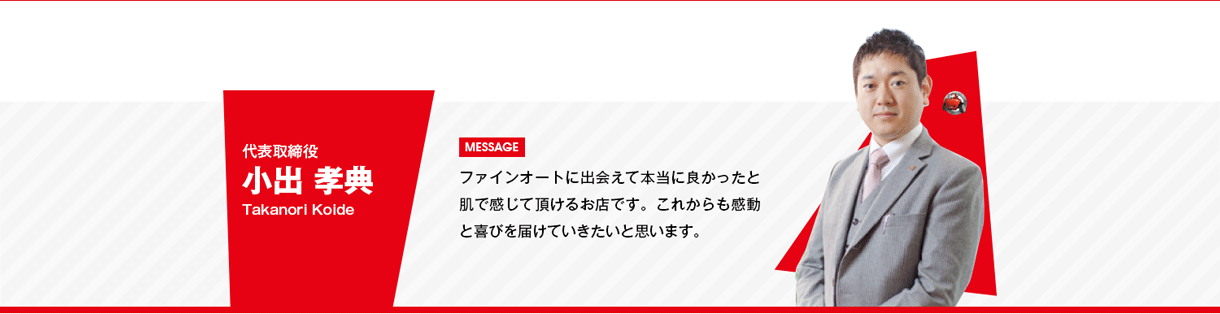 代表取締役
小出 孝典
Takanori Koide
MESSAGE
ファインオートに出会えて本当に良かったと
肌で感じて頂けるお店です。これからも感動
と喜びを届けていきたいと思います。